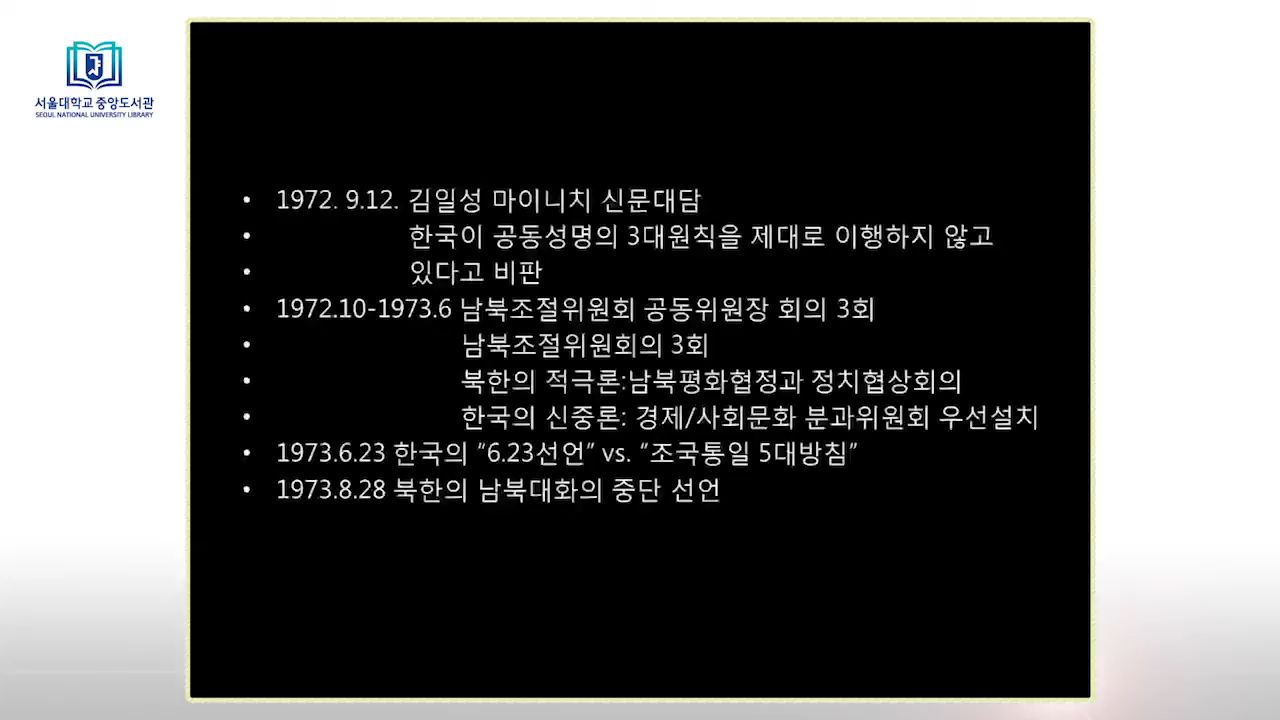 서울대학교 중앙도서관
SEOUL NATIONAL UNIVERSITY LIBRARY
• 1972. 9.12. 김일성 마이니치 신문대담
• 한국이 공동성명의 3대원칙을 제대로 이행하지 않고
• 있다고 비판
• 1972.10-1973.6 남북조절위원회 공동위원장 회의 3회
• 남북조절위원회의 3회
• 북한의 적극론:남북평화협정과 정치협상회의
• 한국의 신중론: 경제/사회문화 분과위원회 우선설치
• 1973.6.23 한국의 “6.23선언” vs. “조국통일 5대방침”
• 1973.8.28 북한의 남북대화의 중단 선언